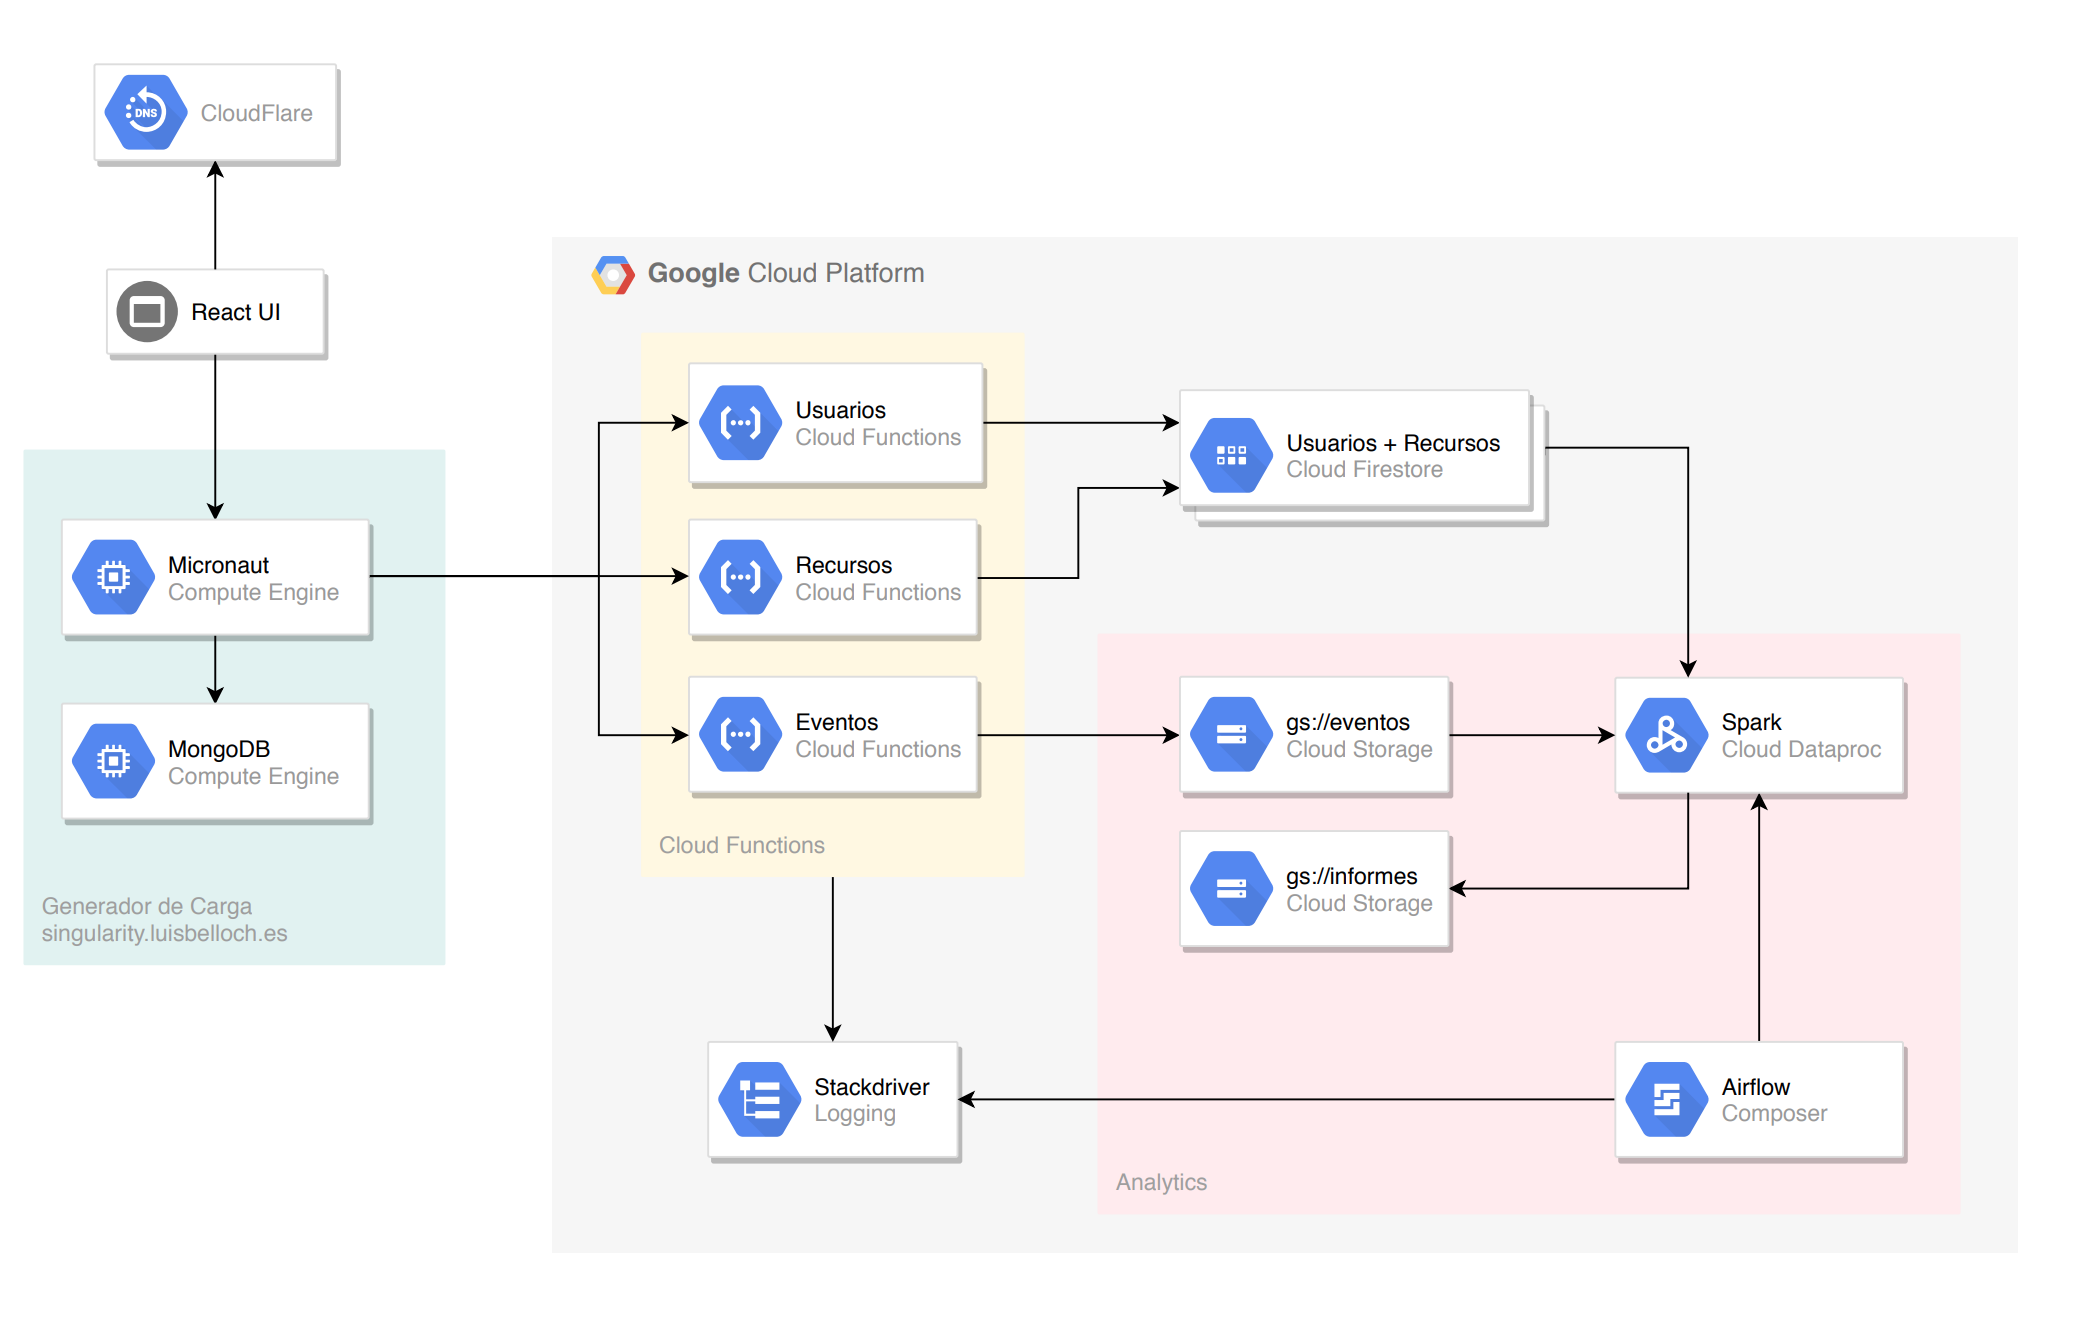 DNS
CloudFlare
React UI
Micronaut
Compute Engine
MongoDB
Compute Engine
Generador de Carga
singularity.luisbelloch.es
Google Cloud Platform
Usuarios
Cloud Functions
Recursos
Cloud Functions
Eventos
Cloud Functions
Cloud Functions
Usuarios + Recursos
Cloud Firestore
gs://eventos
Cloud Storage
Spark
Cloud Dataproc
gs://informes
Cloud Storage
Stackdriver
Logging
Airflow
Composer
Analytics